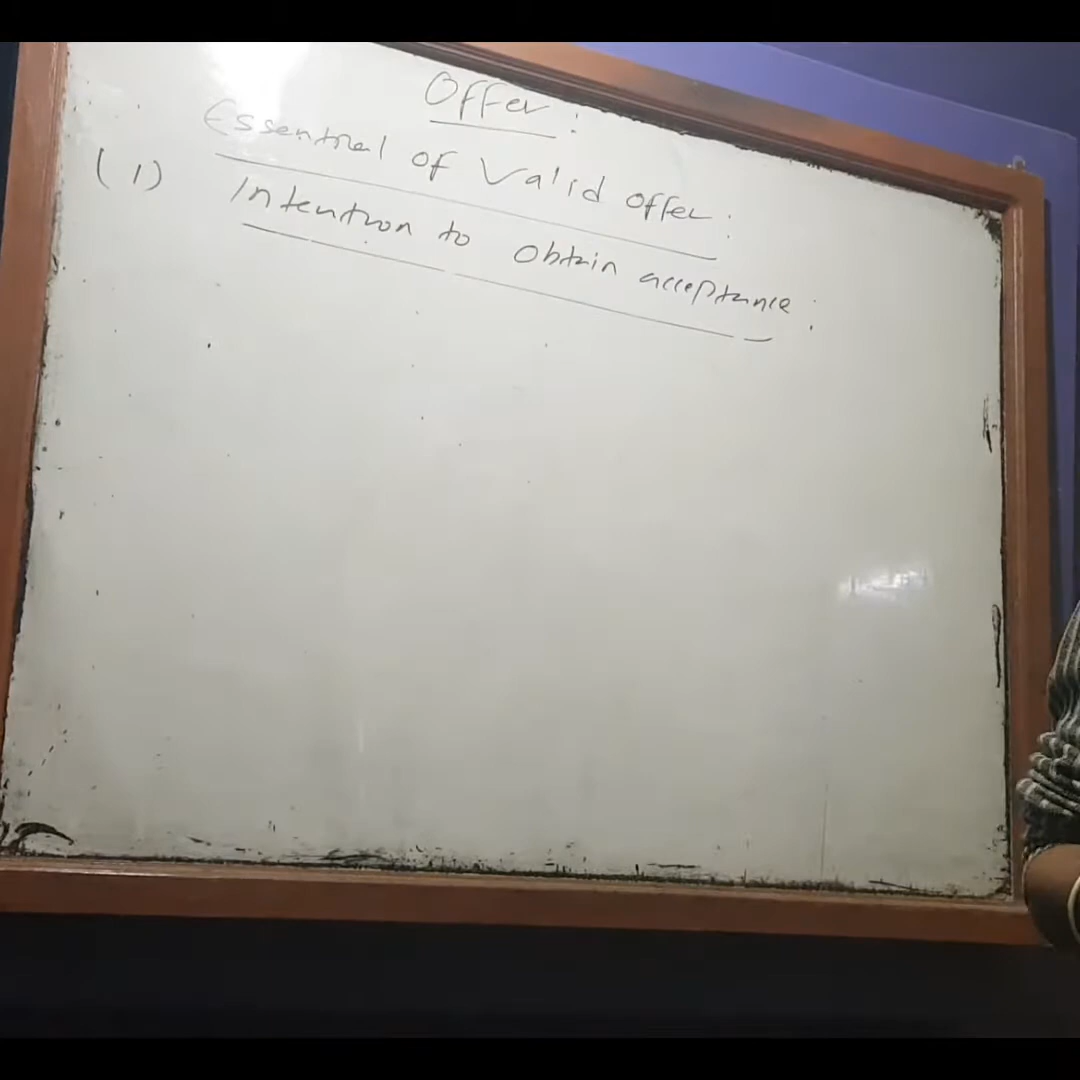 Offer:
Essential of Valid offer:
(1) Intention to Obtain acceptance: